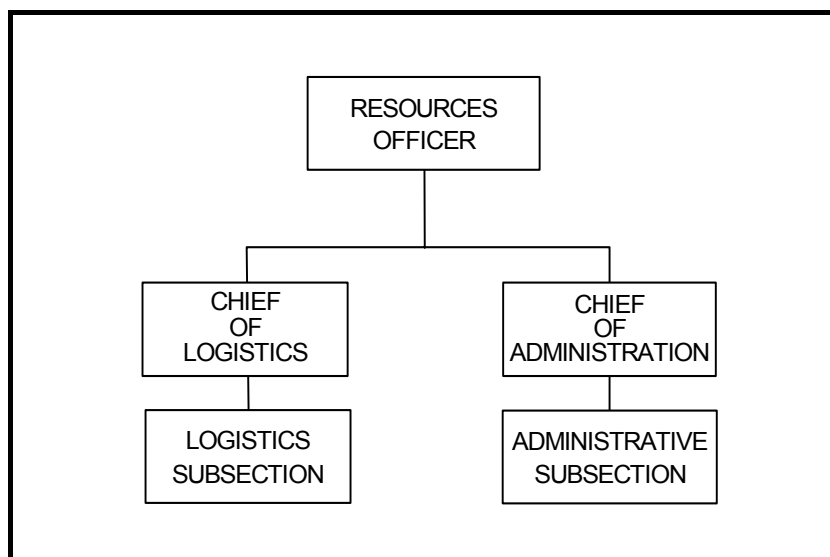 RESOURCES
OFFICER
CHIEF
OF
LOGISTICS
CHIEF
OF
ADMINISTRATION
LOGISTICS
SUBSECTION
ADMINISTRATIVE
SUBSECTION